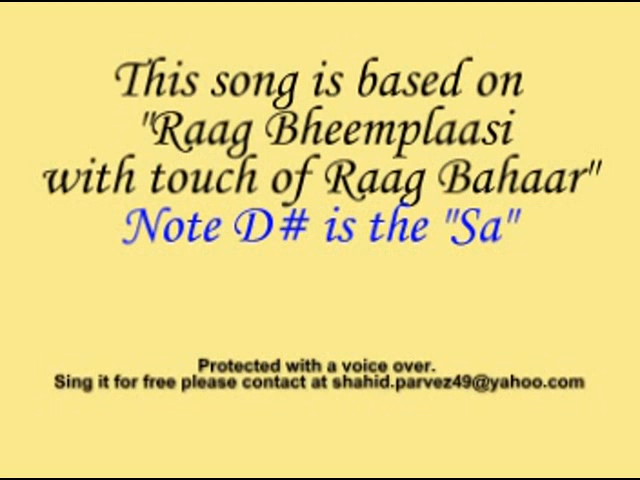 This song is based on
"Raag Bheemplaasi
with touch of Raag Bahaar"
Note D# is the "Sa"
Protected with a voice over.
Sing it for free please contact at shahid.parvez49@yahoo.com